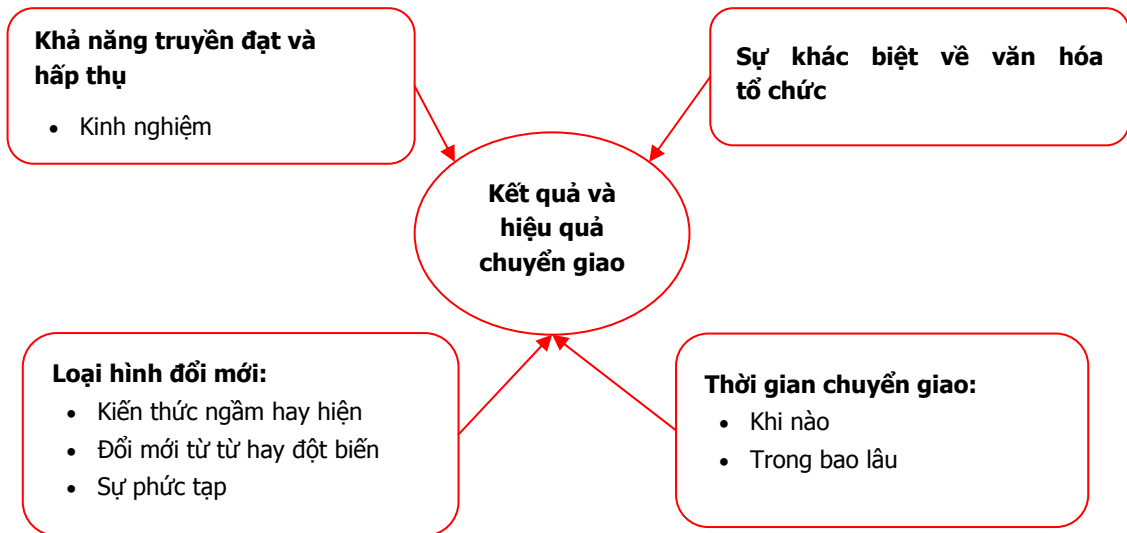 Khả năng truyền đạt và
hấp thụ
• Kinh nghiệm
Sự khác biệt về văn hóa
tổ chức
Kết quả và
hiệu quả
chuyển giao
Loại hình đổi mới:
• Kiến thức ngầm hay hiện
• Đổi mới từ từ hay đột biến
• Sự phức tạp
Thời gian chuyển giao:
• Khi nào
• Trong bao lâu